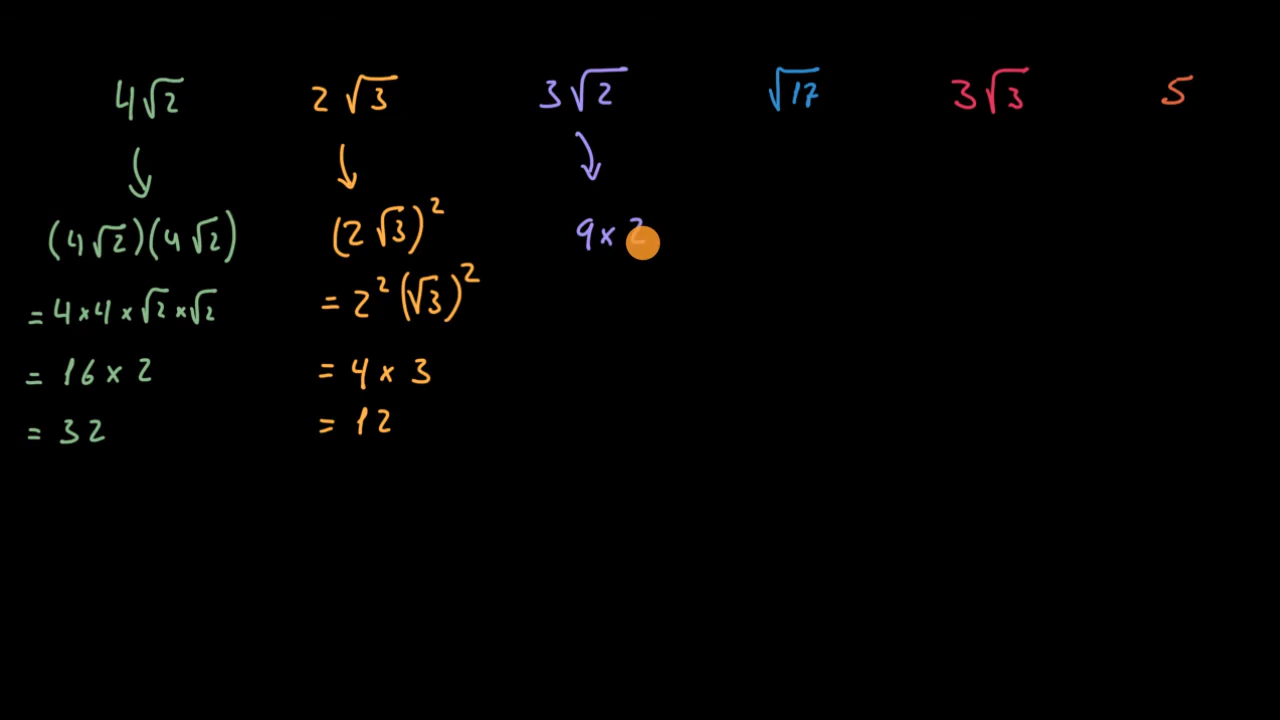 4√2 2√3 3√2 √17 3√3 5
(4√2)(4√2) (2√3)² 9×2
=4×4×√2×√2 =2²(√3)²
=16×2 =4×3
=32 =12